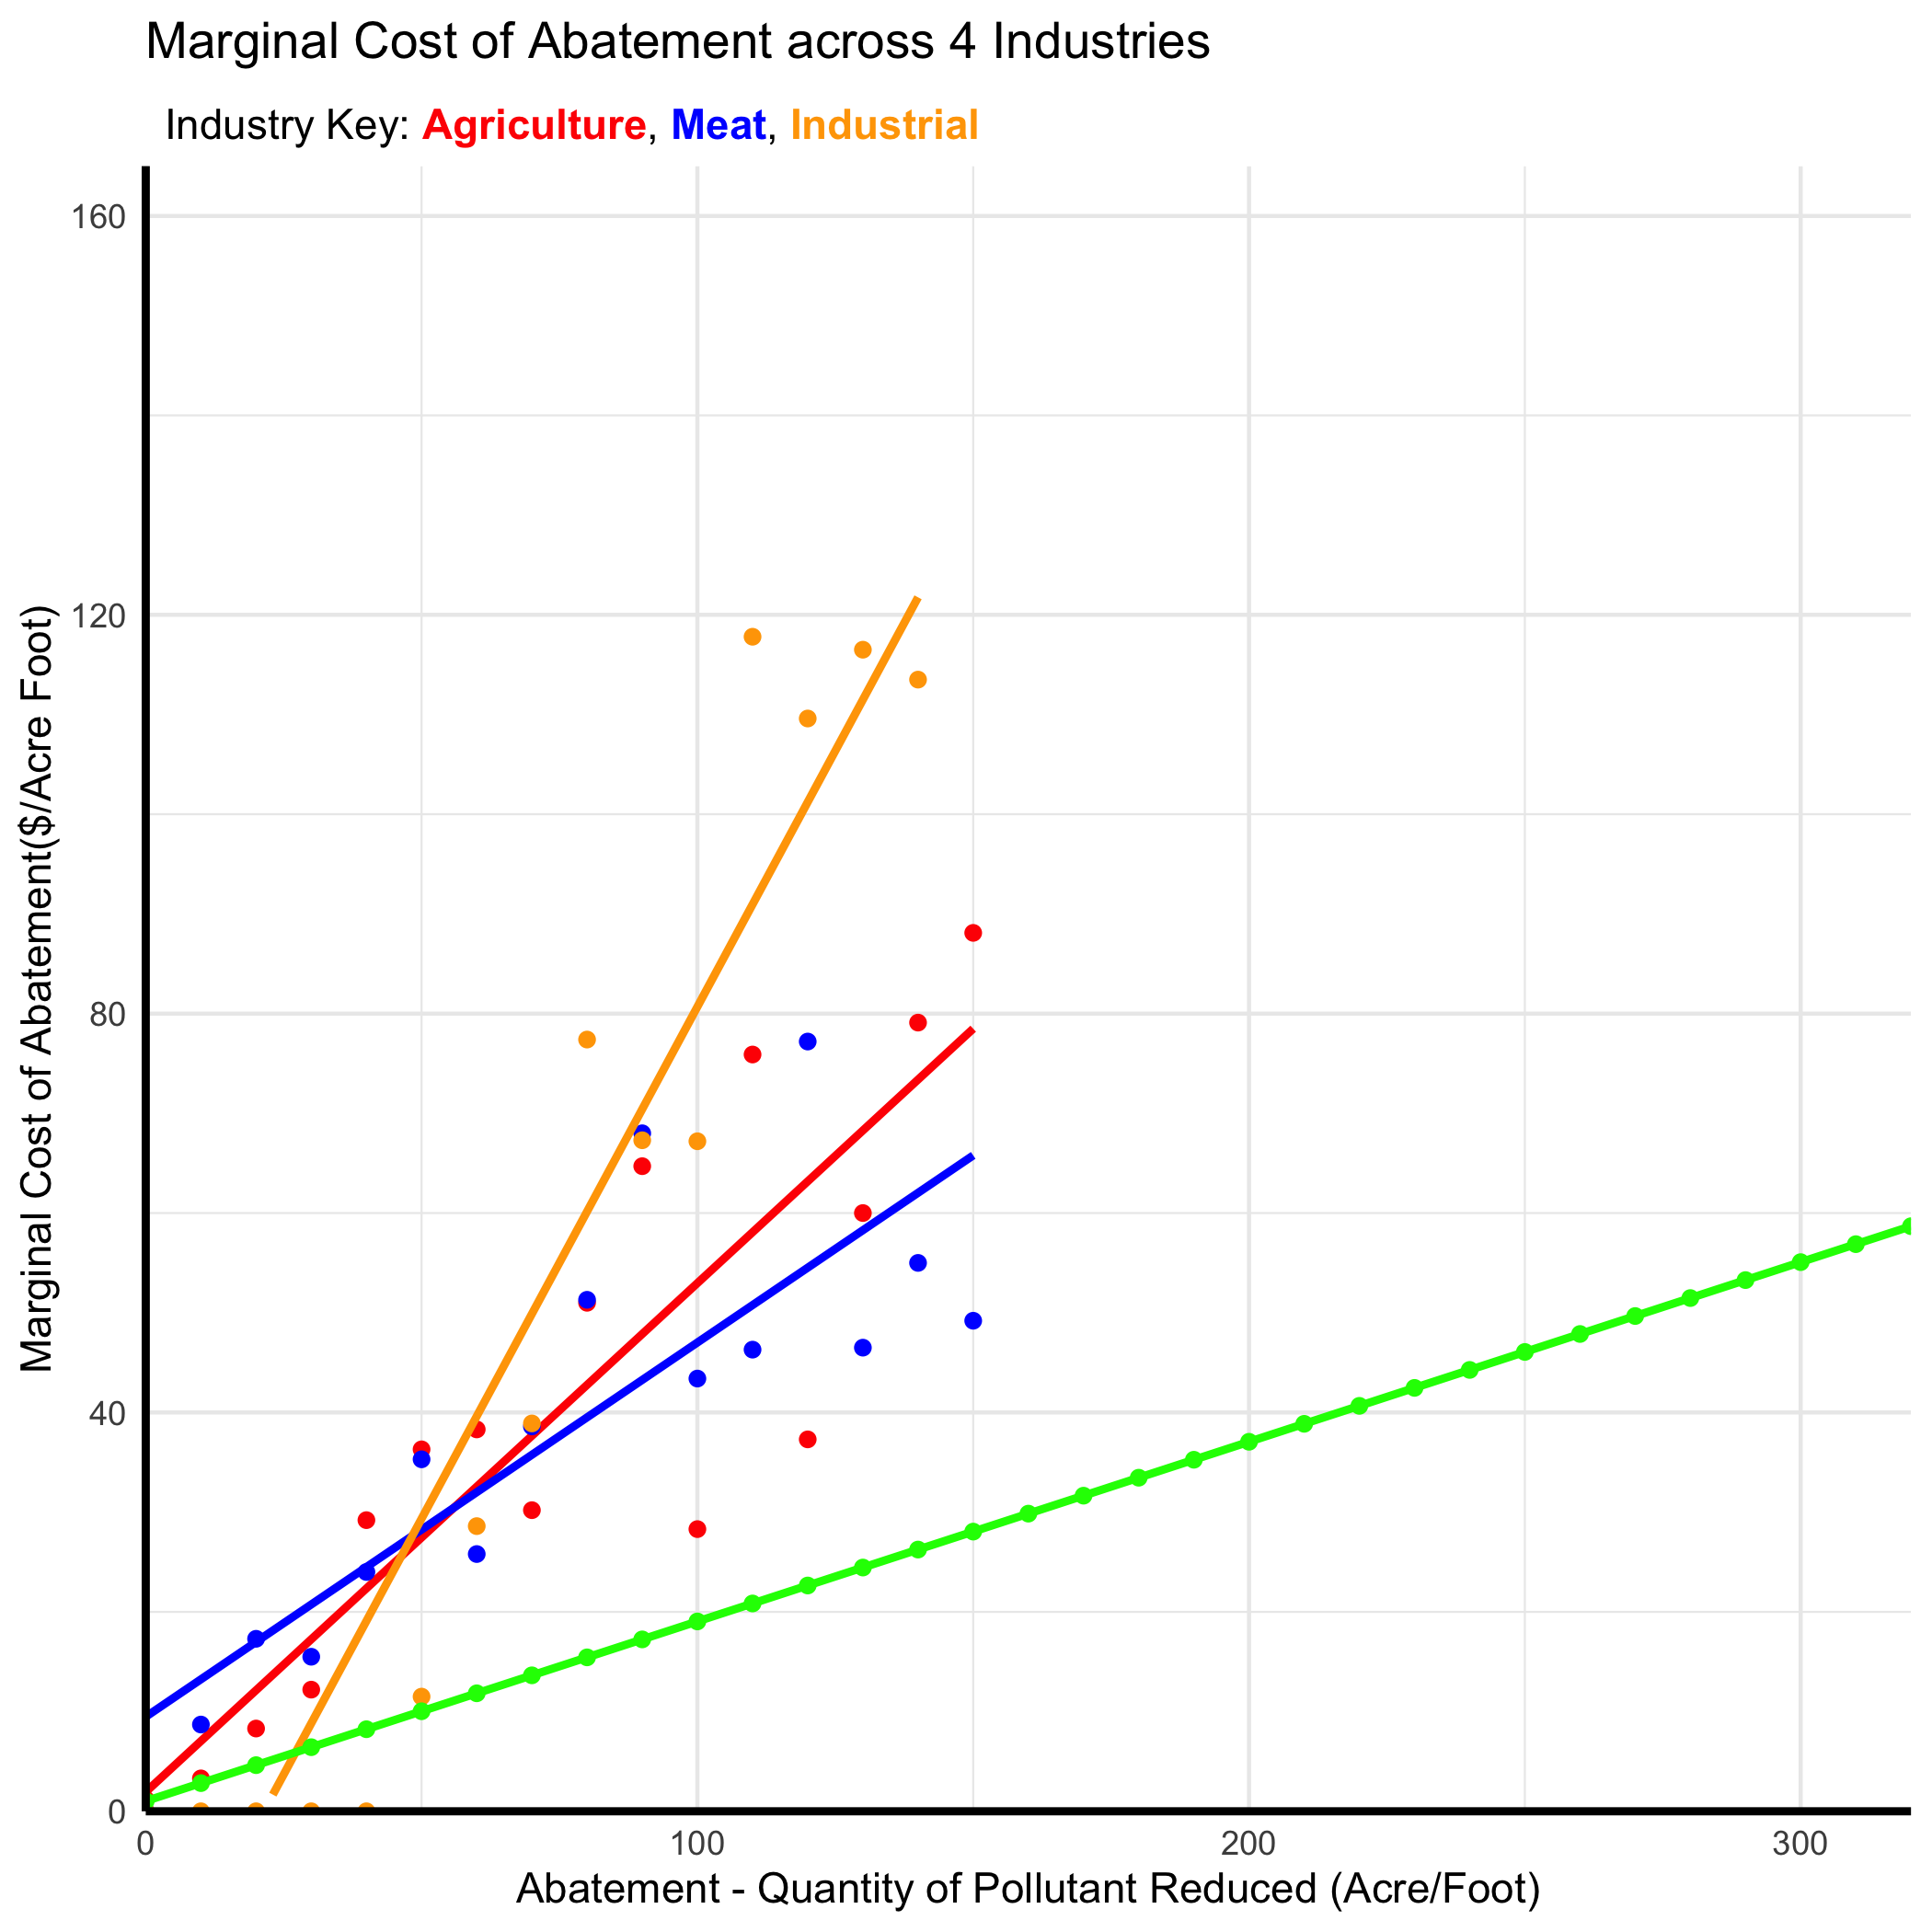 Marginal Cost of Abatement across 4 Industries
Industry Key: Agriculture, Meat, Industrial
Marginal Cost of Abatement($/Acre Foot)
160
120
80
40
0
0 100 200 300
Abatement - Quantity of Pollutant Reduced (Acre/Foot)